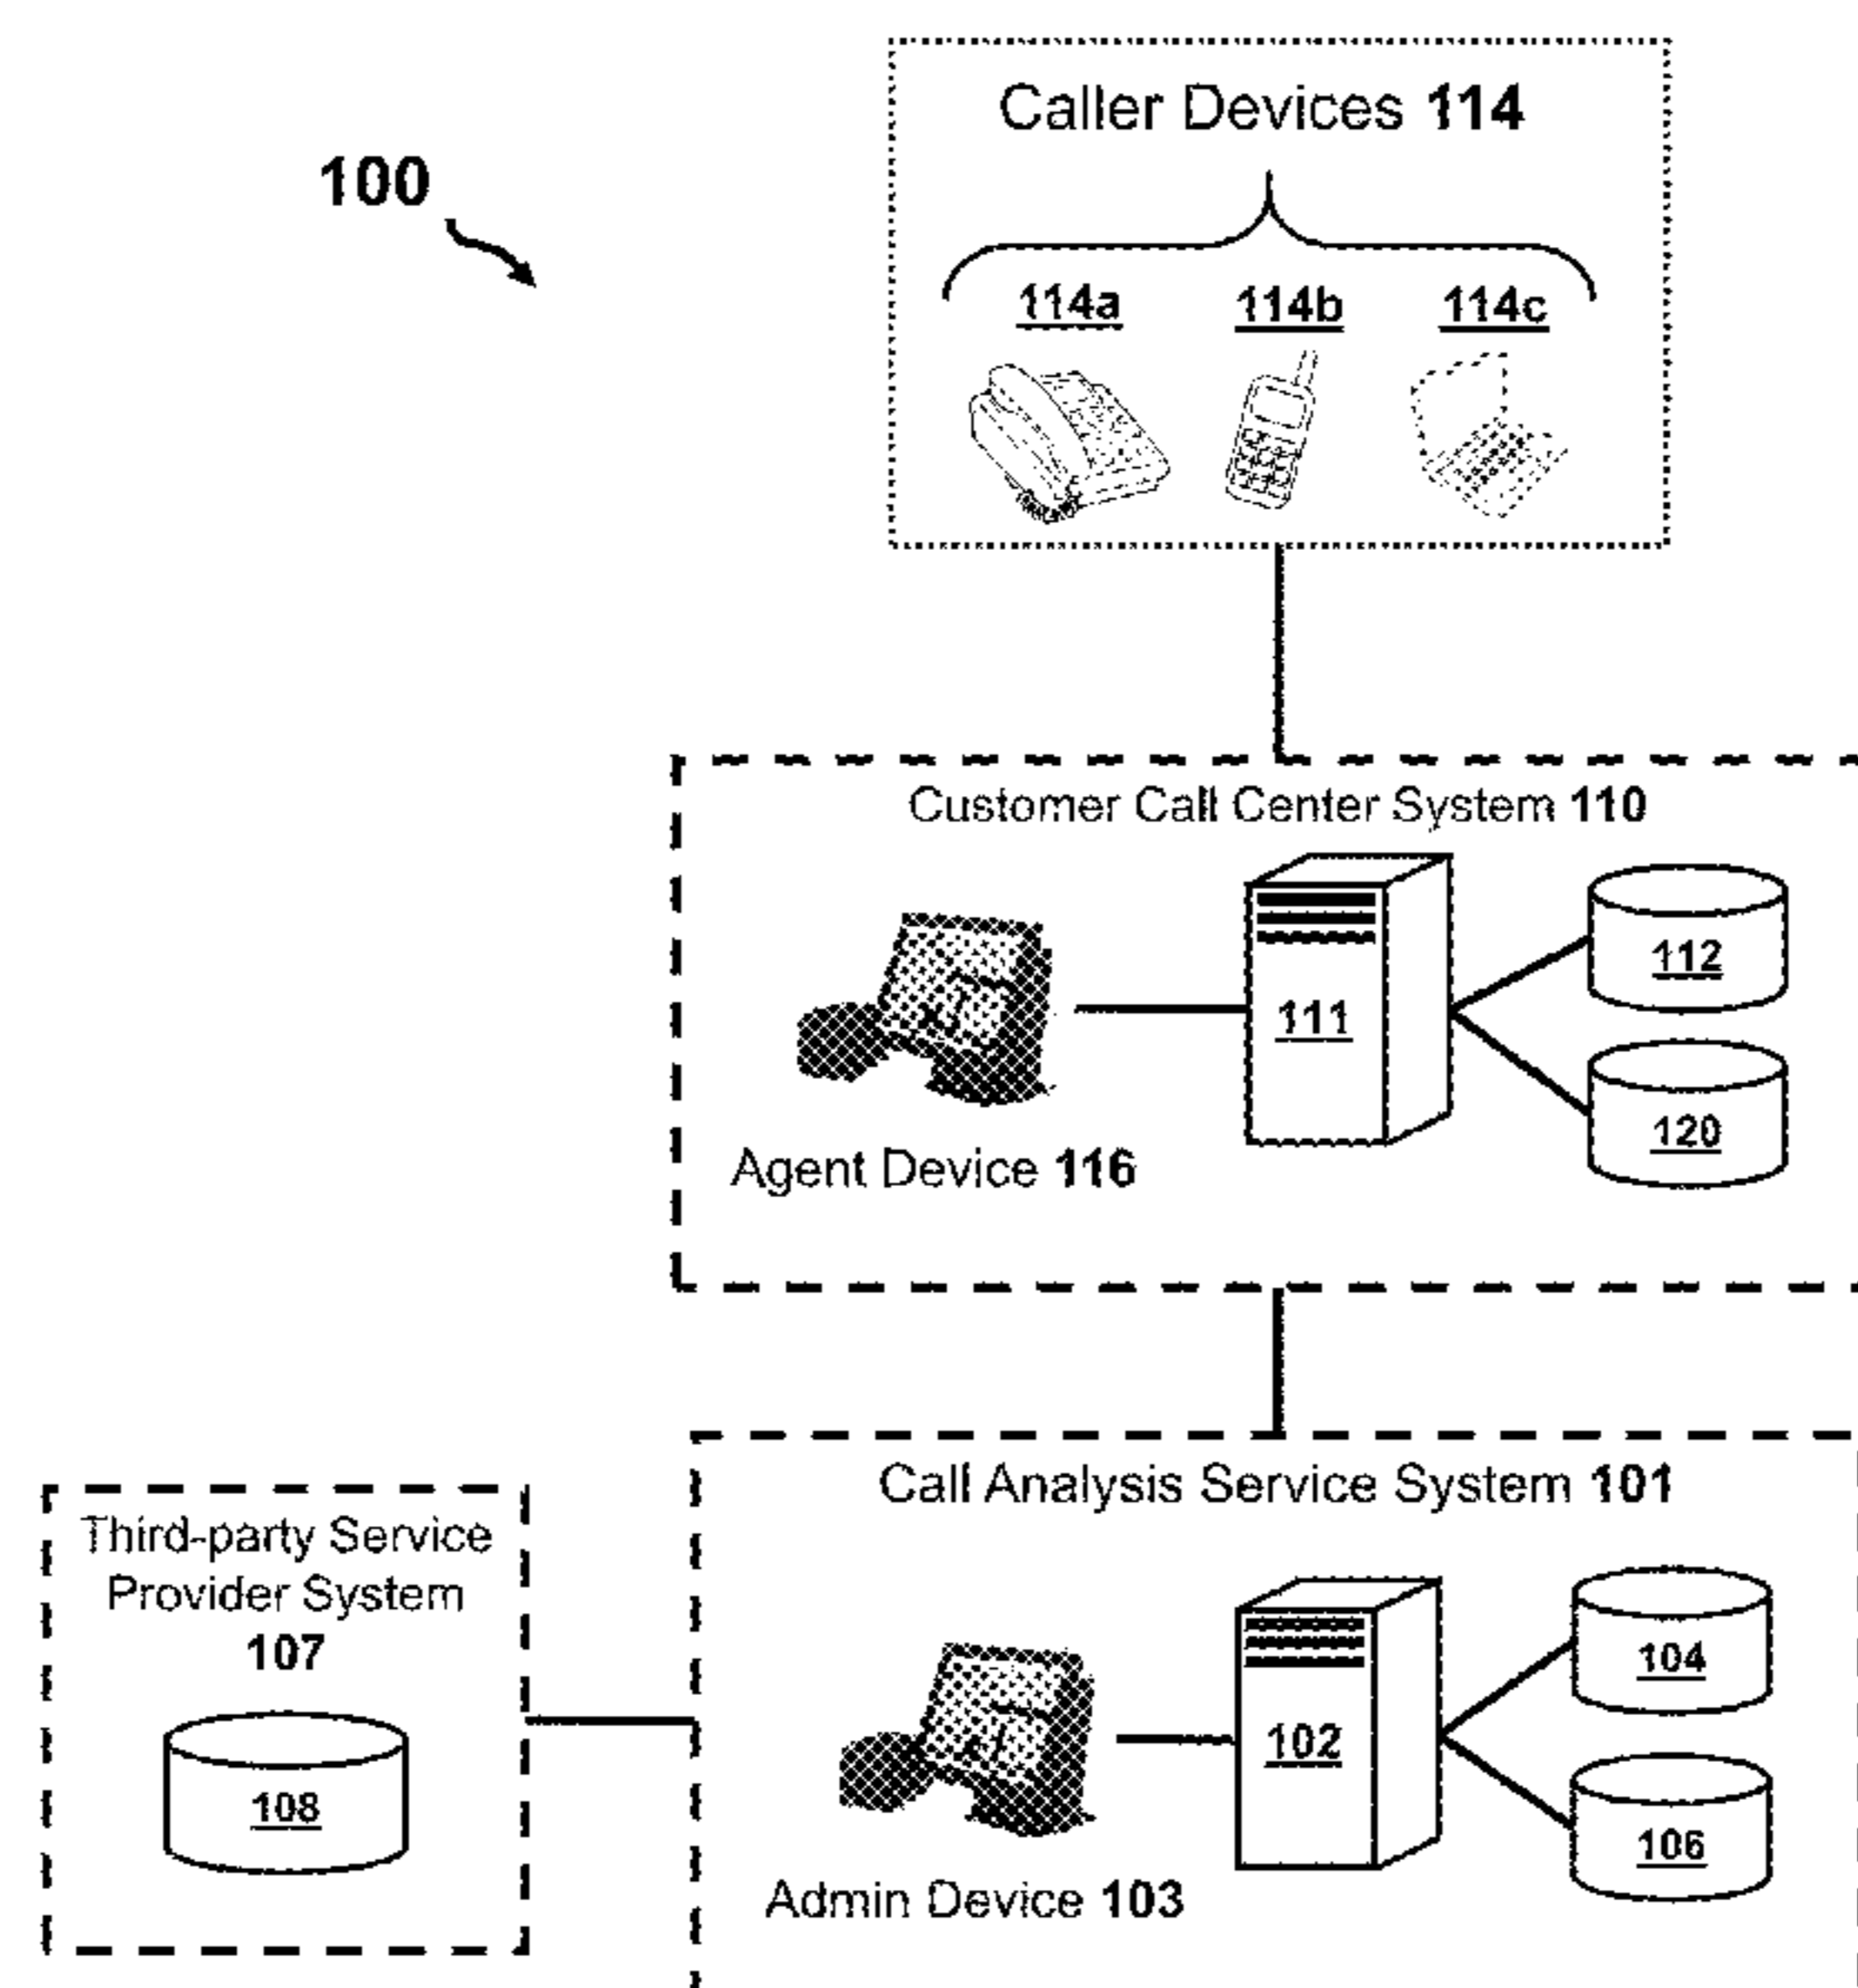 Caller Devices 114
100
114a 114b 114c
Customer Call Center System 110
112
111
120
Agent Device 116
Call Analysis Service System 101
Third-party Service
Provider System
107
104
102
108
106
Admin Device 103